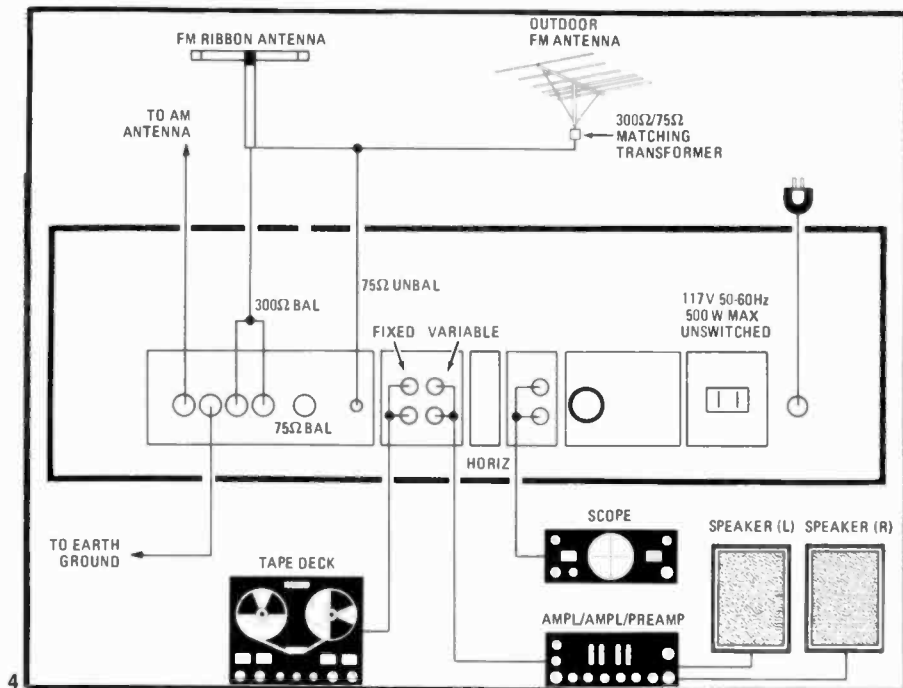 FM RIBBON ANTENNA
OUTDOOR
FM ANTENNA
TO AM
ANTENNA
300Ω/75Ω
MATCHING
TRANSFORMER
300Ω BAL
75Ω UNBAL
117V 50-60Hz
500 W MAX
UNSWITCHED
FIXED VARIABLE
75Ω BAL
HORIZ
TO EARTH
GROUND
TAPE DECK
SCOPE
SPEAKER (L) SPEAKER (R)
AMPL/AMPL/PREAMP
4